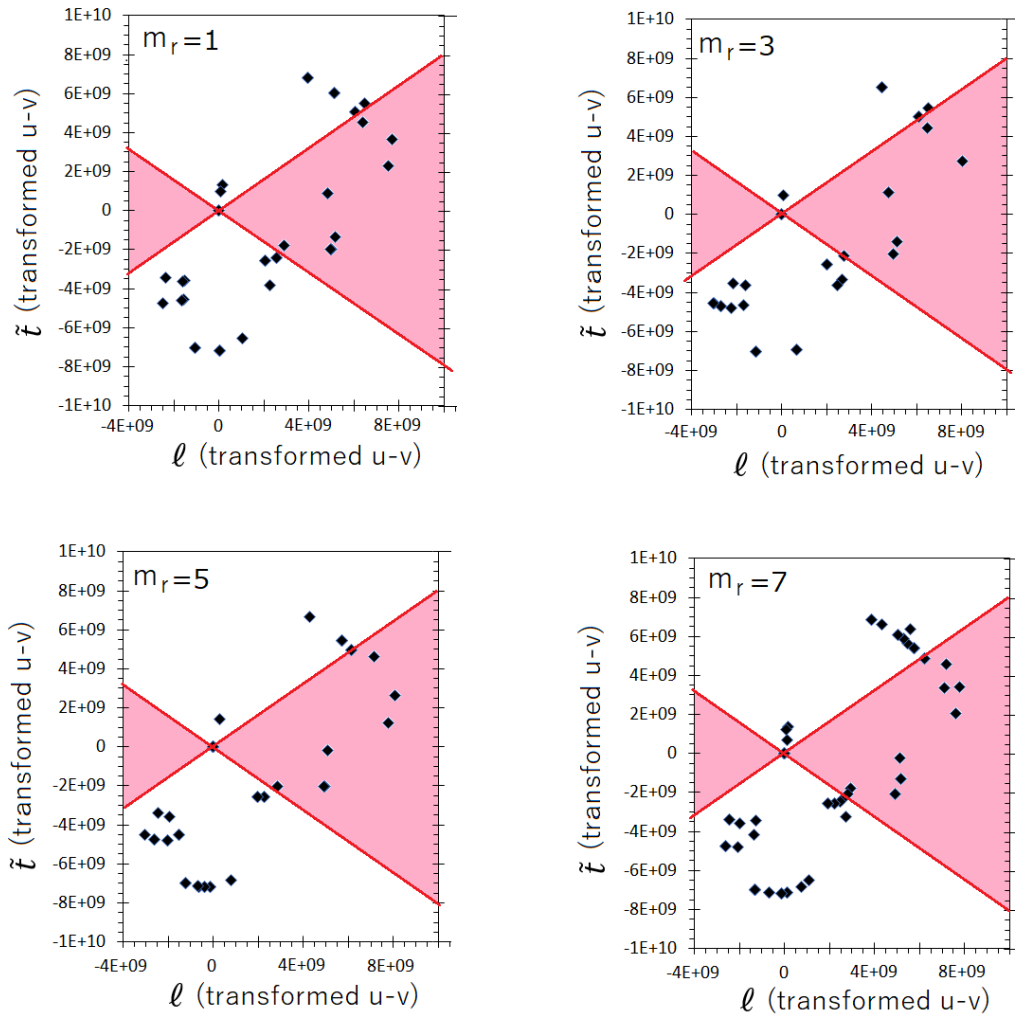 m_r=1
1E+10
8E+09
6E+09
4E+09
2E+09
0
-2E+09
-4E+09
-6E+09
-8E+09
-1E+10
-4E+09 0 4E+09 8E+09
t̃ (transformed u-v)
ℓ (transformed u-v)
m_r=3
1E+10
8E+09
6E+09
4E+09
2E+09
0
-2E+09
-4E+09
-6E+09
-8E+09
-1E+10
-4E+09 0 4E+09 8E+09
t̃ (transformed u-v)
ℓ (transformed u-v)
m_r=5
1E+10
8E+09
6E+09
4E+09
2E+09
0
-2E+09
-4E+09
-6E+09
-8E+09
-1E+10
-4E+09 0 4E+09 8E+09
t̃ (transformed u-v)
ℓ (transformed u-v)
m_r=7
1E+10
8E+09
6E+09
4E+09
2E+09
0
-2E+09
-4E+09
-6E+09
-8E+09
-1E+10
-4E+09 0 4E+09 8E+09
t̃ (transformed u-v)
ℓ (transformed u-v)